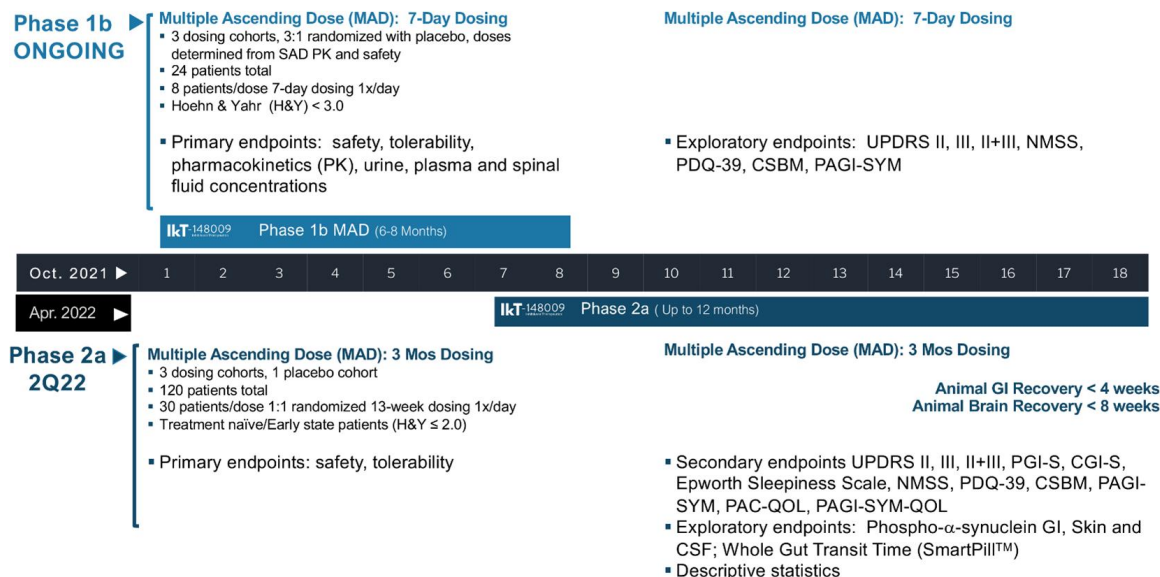 Phase 1b
ONGOING
Multiple Ascending Dose (MAD): 7-Day Dosing
▪ 3 dosing cohorts, 3:1 randomized with placebo, doses
determined from SAD PK and safety
▪ 24 patients total
▪ 8 patients/dose 7-day dosing 1x/day
▪ Hoehn & Yahr (H&Y) < 3.0
▪ Primary endpoints: safety, tolerability,
pharmacokinetics (PK), urine, plasma and spinal
fluid concentrations
Multiple Ascending Dose (MAD): 7-Day Dosing
▪ Exploratory endpoints: UPDRS II, III, II+III, NMSS,
PDQ-39, CSBM, PAGI-SYM
IkT-148009 Phase 1b MAD (6-8 Months)
Oct. 2021 1 2 3 4 5 6 7 8 9 10 11 12 13 14 15 16 17 18
Apr. 2022
IkT-148009 Phase 2a ( Up to 12 months)
Phase 2a
2Q22
Multiple Ascending Dose (MAD): 3 Mos Dosing
▪ 3 dosing cohorts, 1 placebo cohort
▪ 120 patients total
▪ 30 patients/dose 1:1 randomized 13-week dosing 1x/day
▪ Treatment naïve/Early state patients (H&Y ≤ 2.0)
▪ Primary endpoints: safety, tolerability
Multiple Ascending Dose (MAD): 3 Mos Dosing
Animal GI Recovery < 4 weeks
Animal Brain Recovery < 8 weeks
▪ Secondary endpoints UPDRS II, III, II+III, PGI-S, CGI-S,
Epworth Sleepiness Scale, NMSS, PDQ-39, CSBM, PAGI-
SYM, PAC-QOL, PAGI-SYM-QOL
▪ Exploratory endpoints: Phospho-α-synuclein GI, Skin and
CSF; Whole Gut Transit Time (SmartPill™)
▪ Descriptive statistics